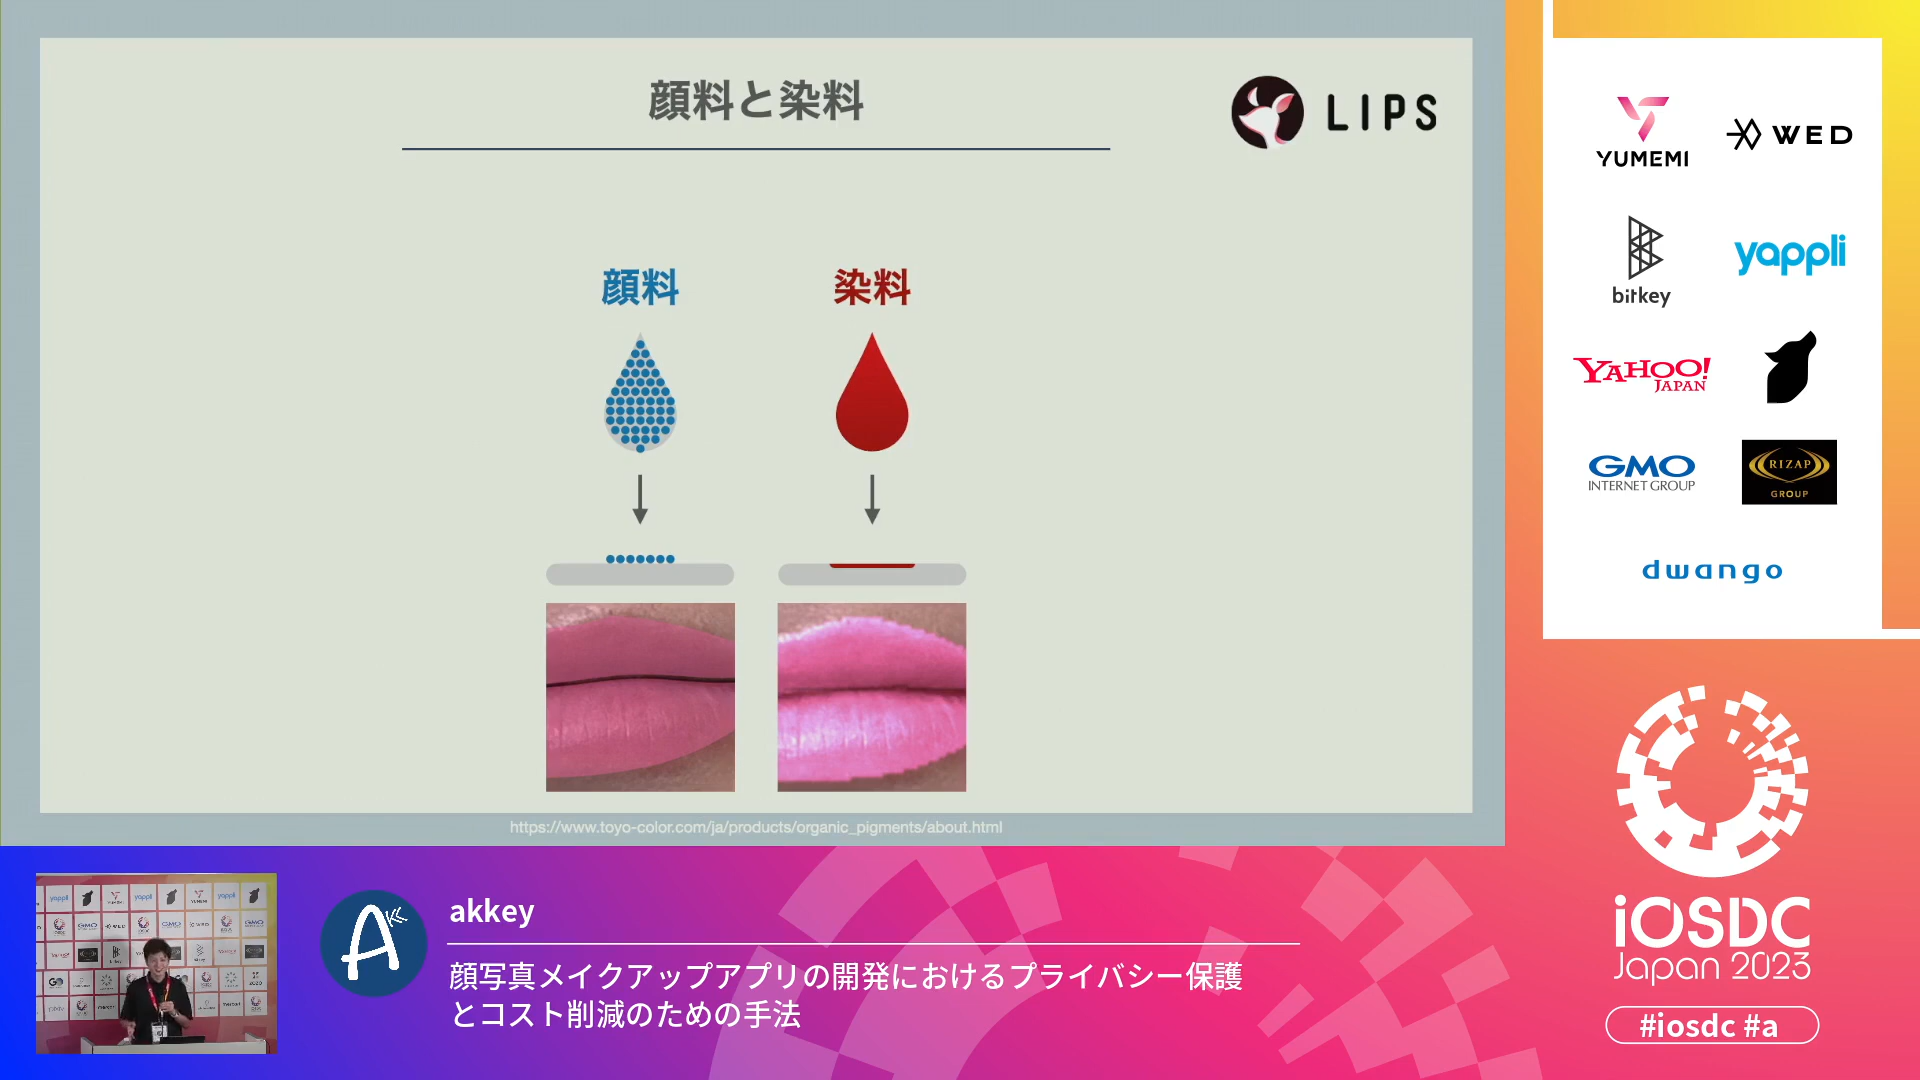 顔料と染料
LIPS
顔料
染料
https://www.toyo-color.com/ja/products/organic_pigments/about.html
YUMEMI
WED
bitkey
yappli
YAHOO!
JAPAN
GMO
INTERNET GROUP
RIZAP
GROUP
dwango
iOSDC
Japan 2023
#iosdc #a
akkey
顔写真メイクアップアプリの開発におけるプライバシー保護
とコスト削減のための手法